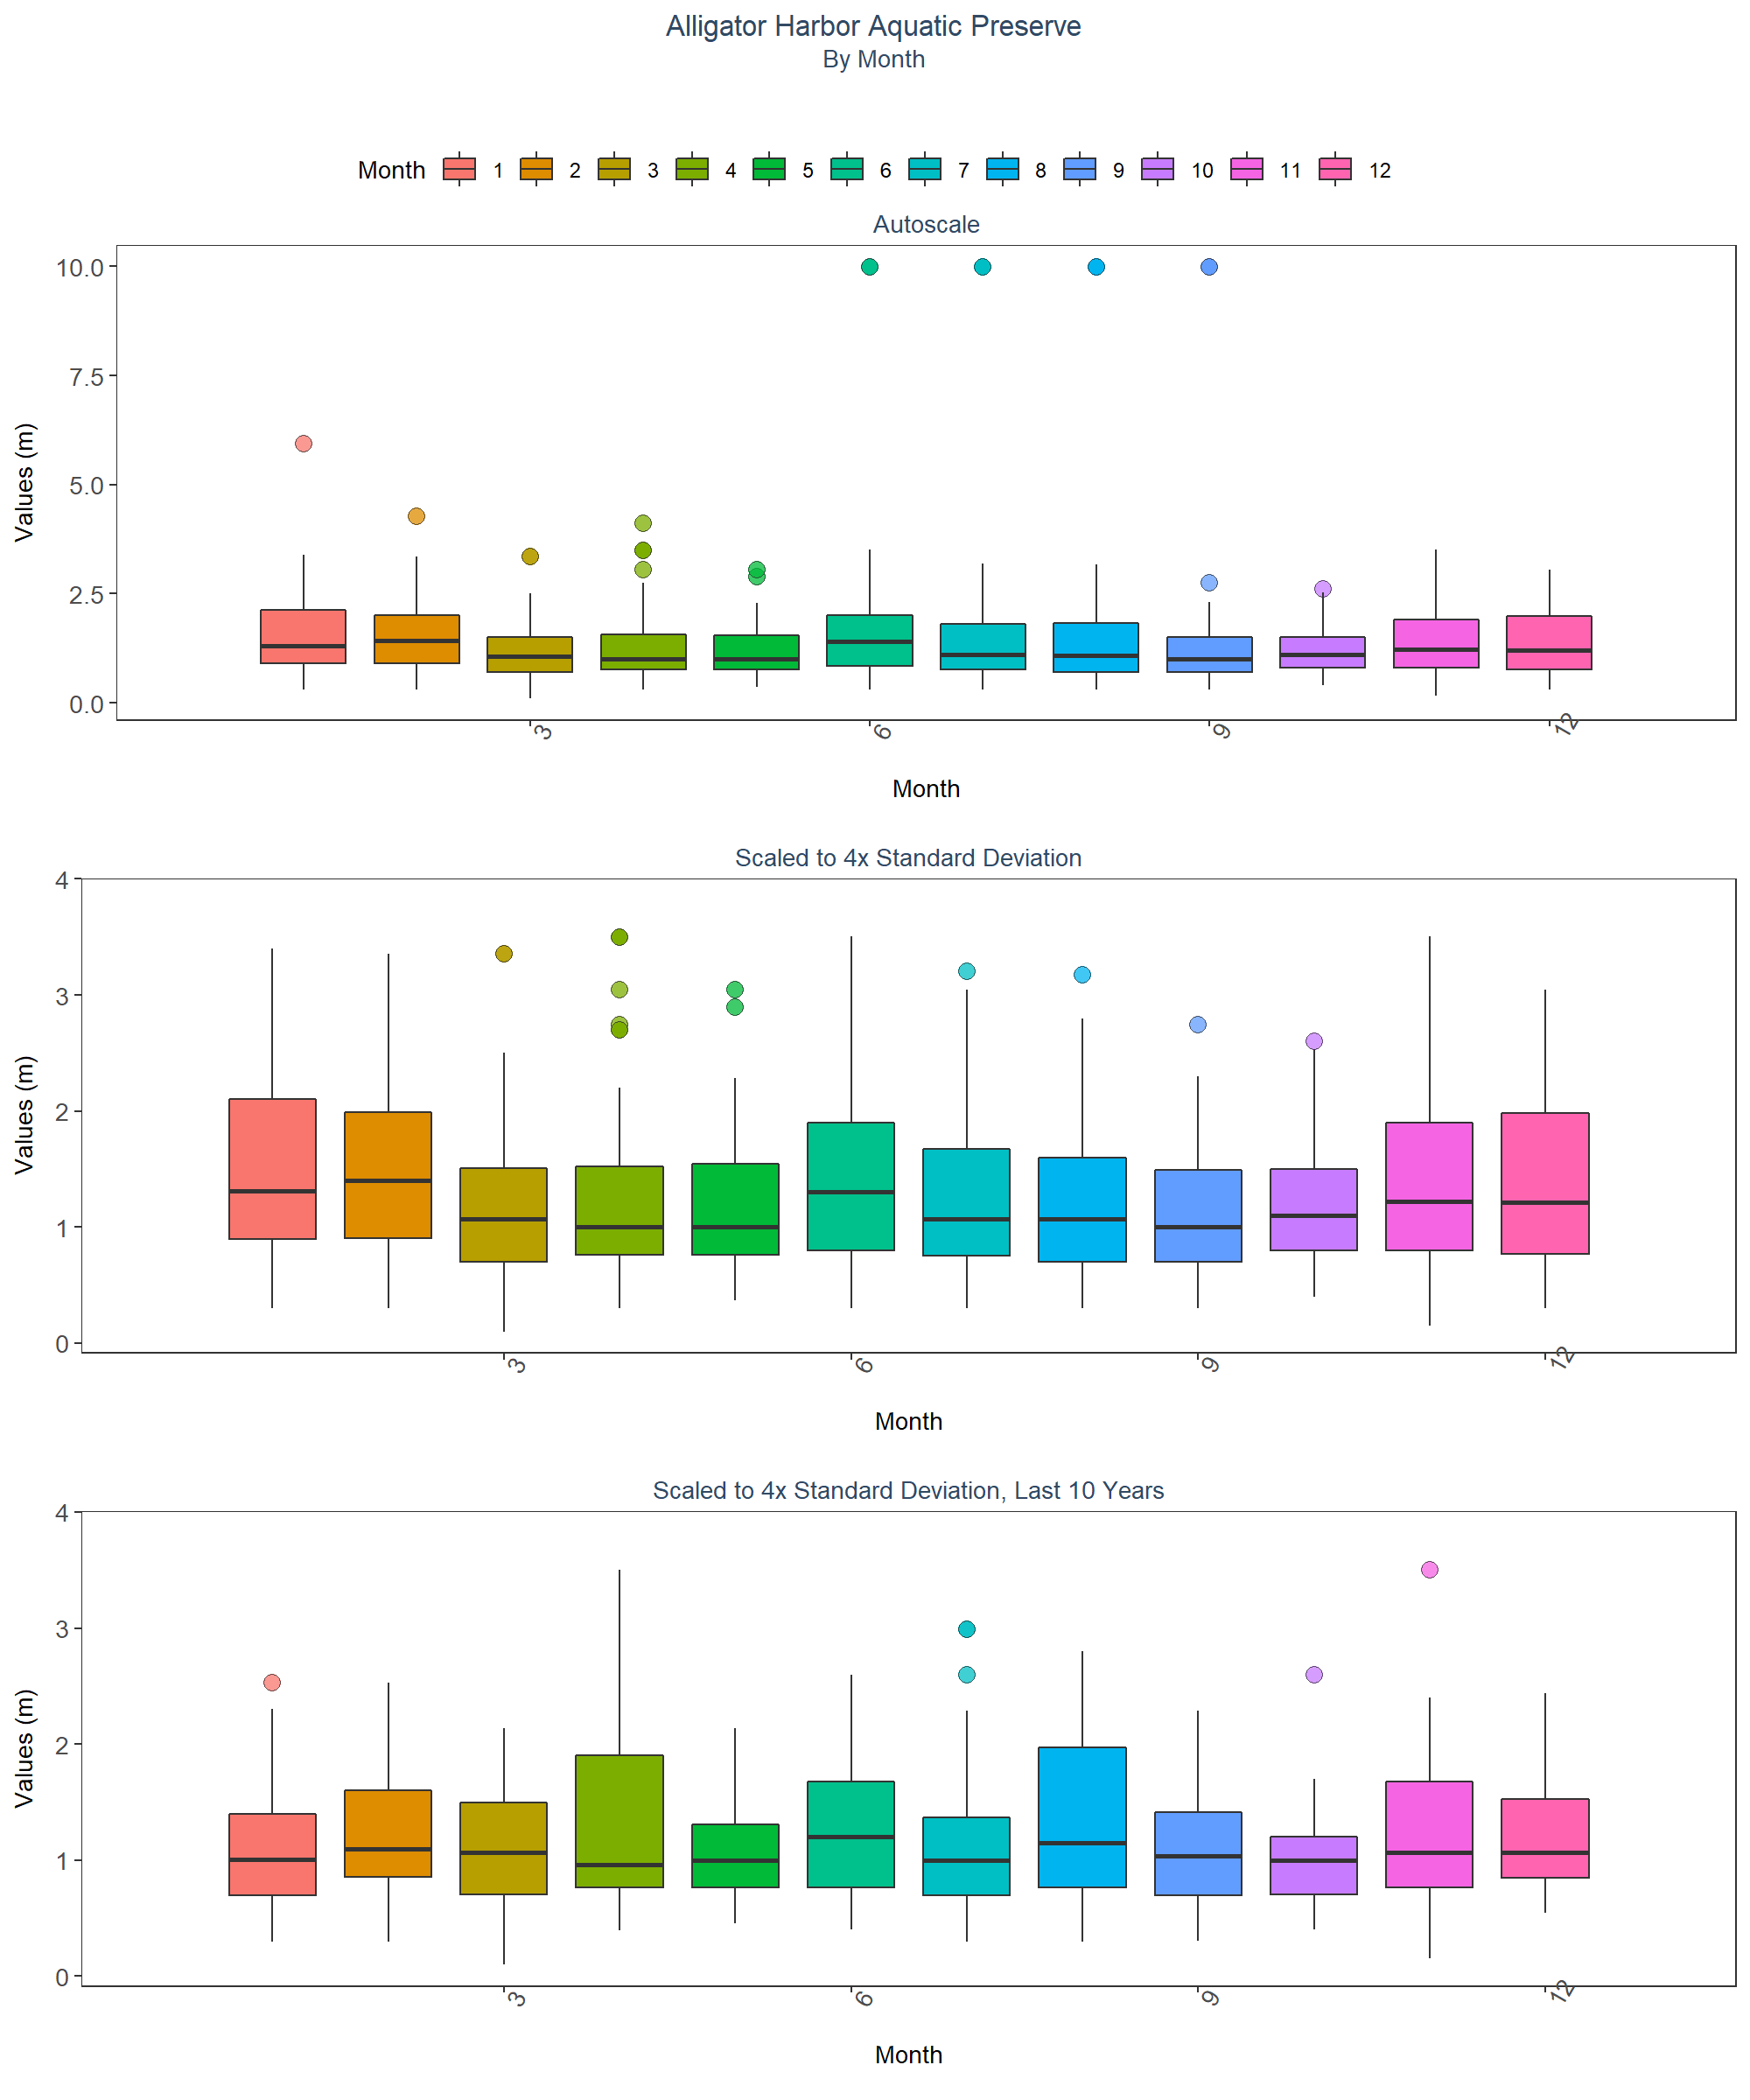 Alligator Harbor Aquatic Preserve
By Month
Month 1 2 3 4 5 6 7 8 9 10 11 12
Autoscale
Values (m)
10.0
7.5
5.0
2.5
0.0
3 6 9 12
Month
Scaled to 4x Standard Deviation
Values (m)
4
3
2
1
0
3 6 9 12
Month
Scaled to 4x Standard Deviation, Last 10 Years
Values (m)
4
3
2
1
0
3 6 9 12
Month